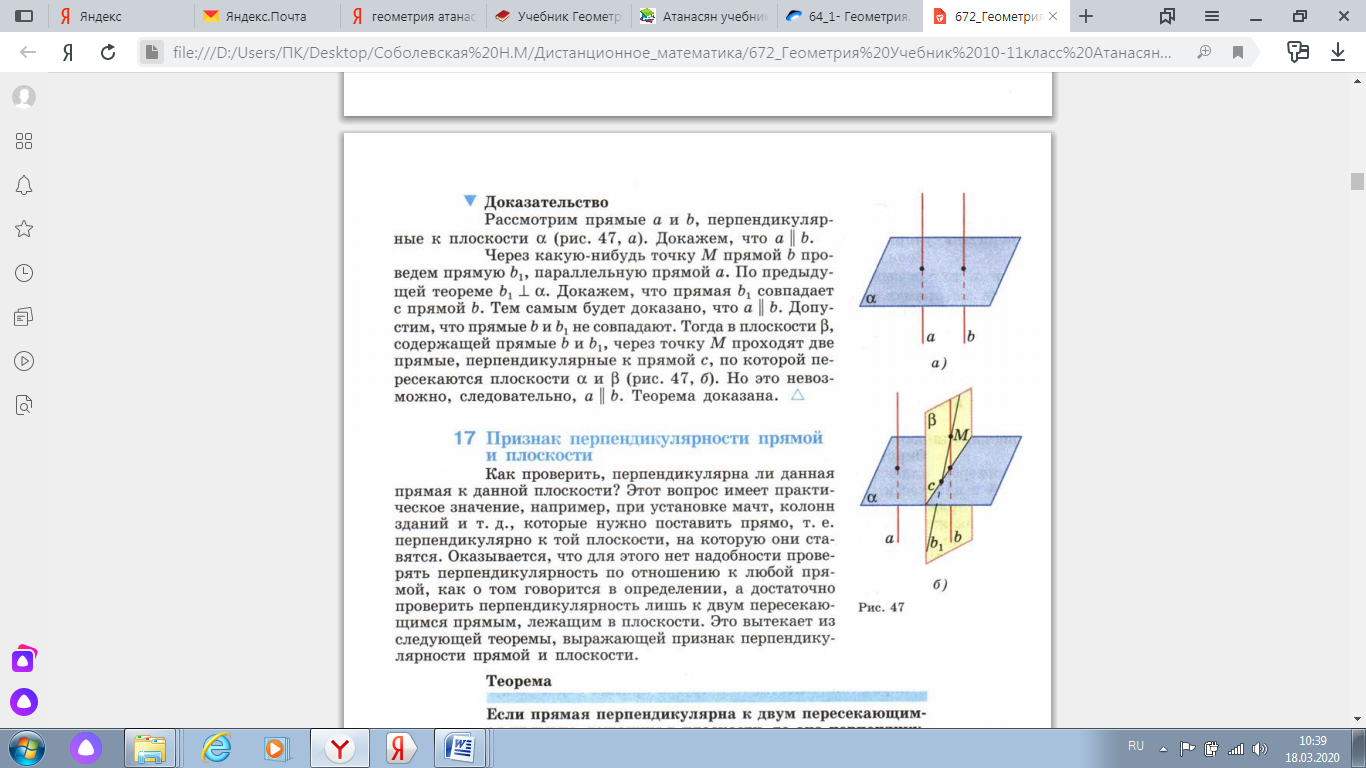 Яндекс
Яндекс.Почта
геометрия атанас
Учебник Геометр
Атанасян учебник
64_1- Геометрия.
672_Геометрия
file:///D:/Users/ПК/Desktop/Соболевская%20Н.М/Дистанционное_математика/672_Геометрия%20Учебник%2010-11класс%20Атанасян...
Доказательство
Рассмотрим прямые a и b, перпендикуляр-
ные к плоскости α (рис. 47, а). Докажем, что a ∥ b.
Через какую-нибудь точку M прямой b про-
ведем прямую b₁, параллельную прямой a. По предыду-
щей теореме b₁ ⊥ α. Докажем, что прямая b₁ совпадает
с прямой b. Тем самым будет доказано, что a ∥ b. Допу-
стим, что прямые b и b₁ не совпадают. Тогда в плоскости β,
содержащей прямые b и b₁, через точку M проходят две
прямые, перпендикулярные к прямой c, по которой пе-
ресекаются плоскости α и β (рис. 47, б). Но это невоз-
можно, следовательно, a ∥ b. Теорема доказана. △
17 Признак перпендикулярности прямой
и плоскости
Как проверить, перпендикулярна ли данная
прямая к данной плоскости? Этот вопрос имеет практи-
ческое значение, например, при установке мачт, колонн
зданий и т. д., которые нужно поставить прямо, т. е.
перпендикулярно к той плоскости, на которую они ста-
вятся. Оказывается, что для этого нет надобности прове-
рять перпендикулярность по отношению к любой пря-
мой, как о том говорится в определении, а достаточно
проверить перпендикулярность лишь к двум пересекаю-
щимся прямым, лежащим в плоскости. Это вытекает из
следующей теоремы, выражающей признак перпендику-
лярности прямой и плоскости.
Теорема
Если прямая перпендикулярна к двум пересекающим-
α
a b
а)
β
M
c
α
a b₁ b
б)
Рис. 47
RU
10:39
18.03.2020